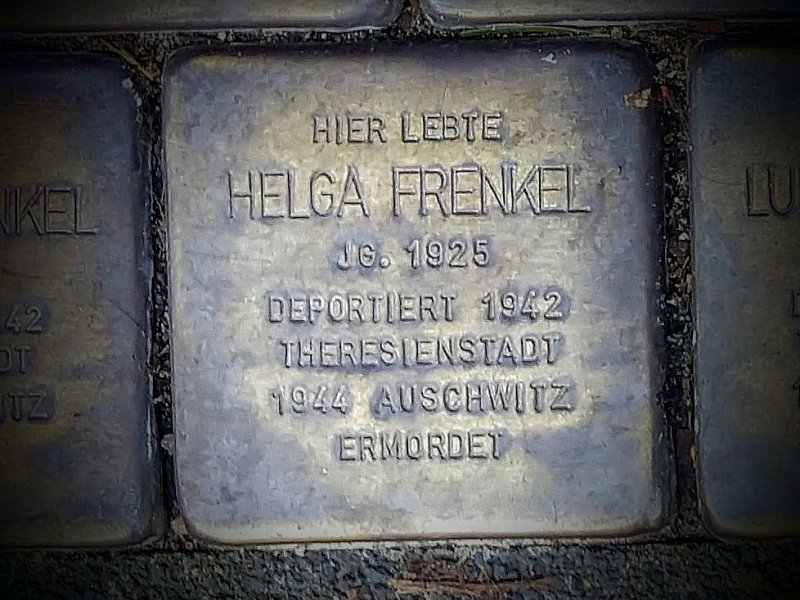 HIER LEBTE
HELGA FRENKEL
JG. 1925
DEPORTIERT 1942
THERESIENSTADT
1944 AUSCHWITZ
ERMORDET